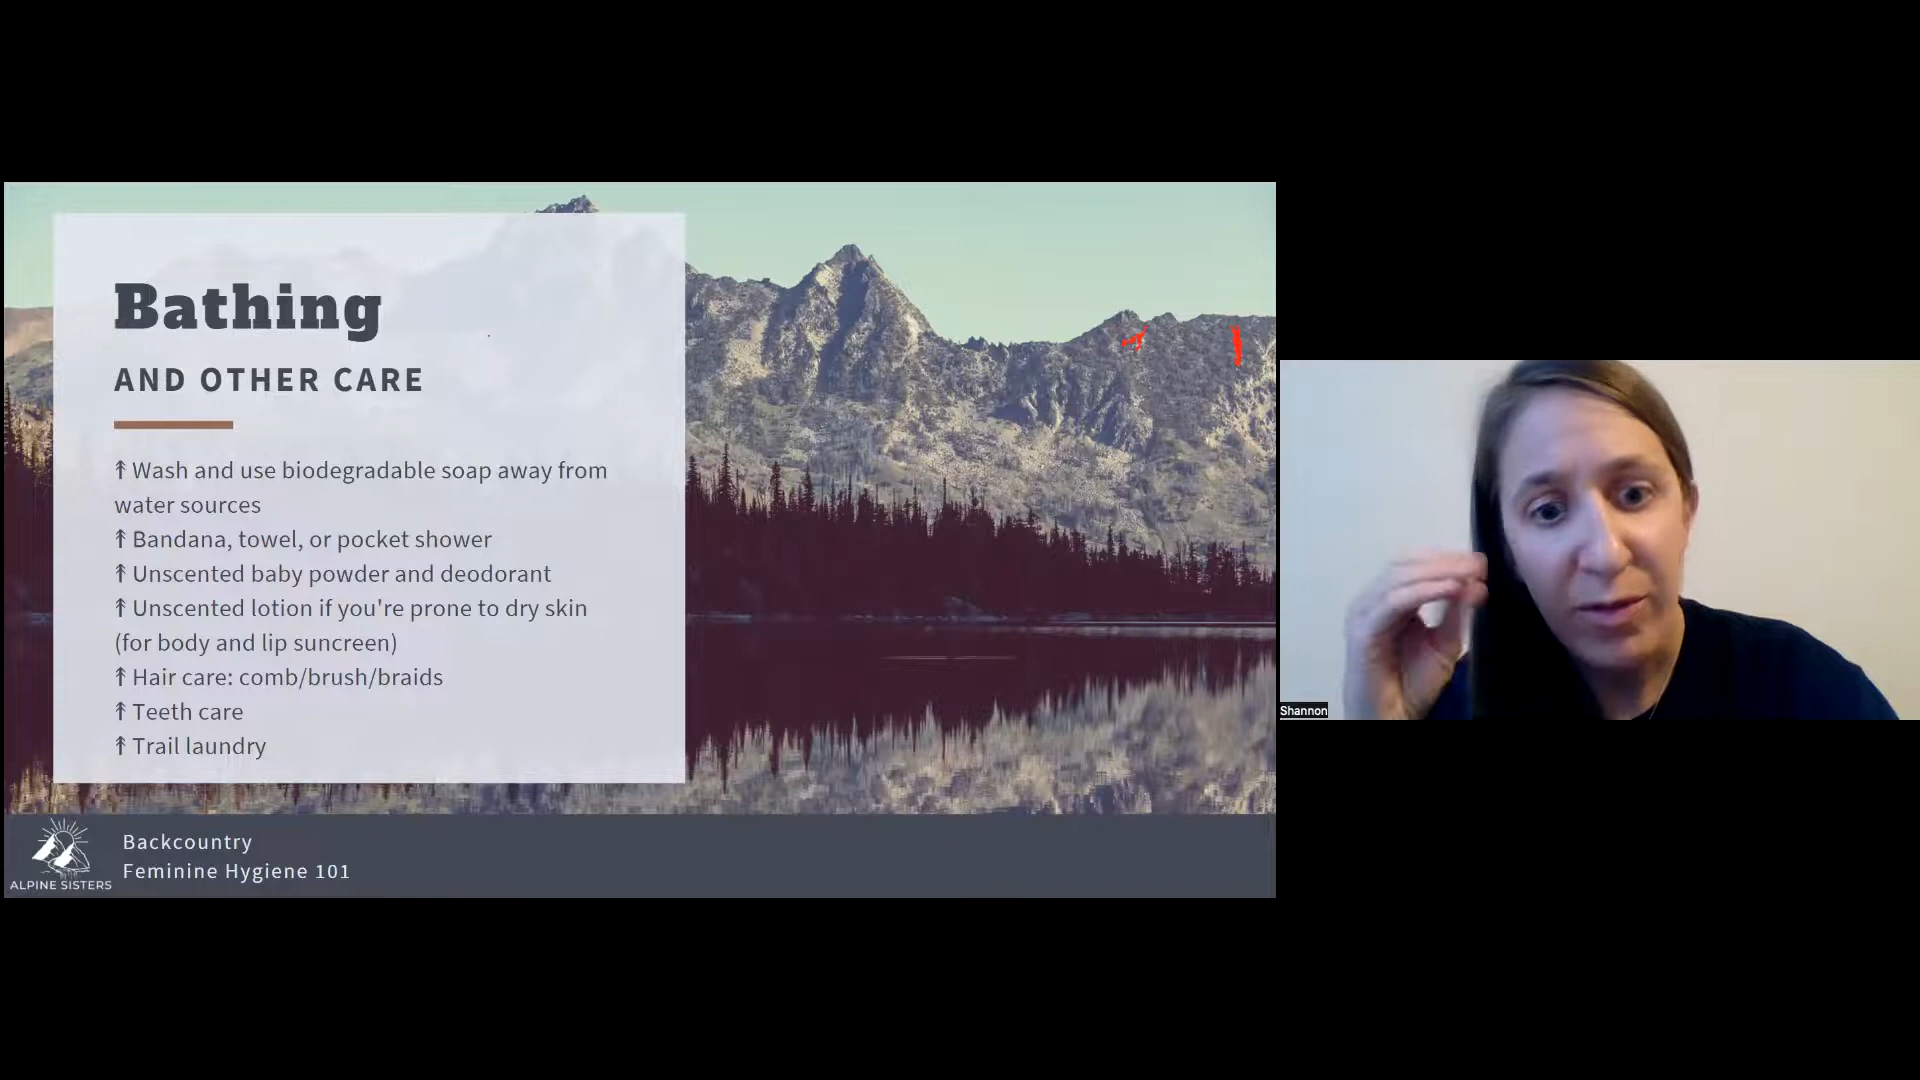 Bathing
AND OTHER CARE
↟ Wash and use biodegradable soap away from
water sources
↟ Bandana, towel, or pocket shower
↟ Unscented baby powder and deodorant
↟ Unscented lotion if you're prone to dry skin
(for body and lip suncreen)
↟ Hair care: comb/brush/braids
↟ Teeth care
↟ Trail laundry
ALPINE SISTERS
Backcountry
Feminine Hygiene 101
Shannon